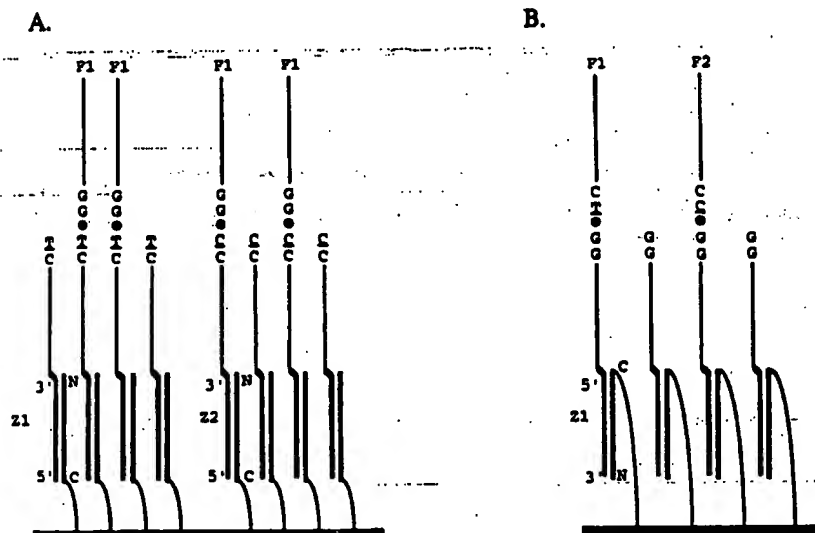 A.
B.
F1 F1 F1 F1
F1 F2
G G G G
G G G G
C C
T C
T T T T C C C C
C C C C C C C C
G G G G
G G G G
3' N 3' N
5' C
Z1 Z2
Z1
5' C 5' C
3 N